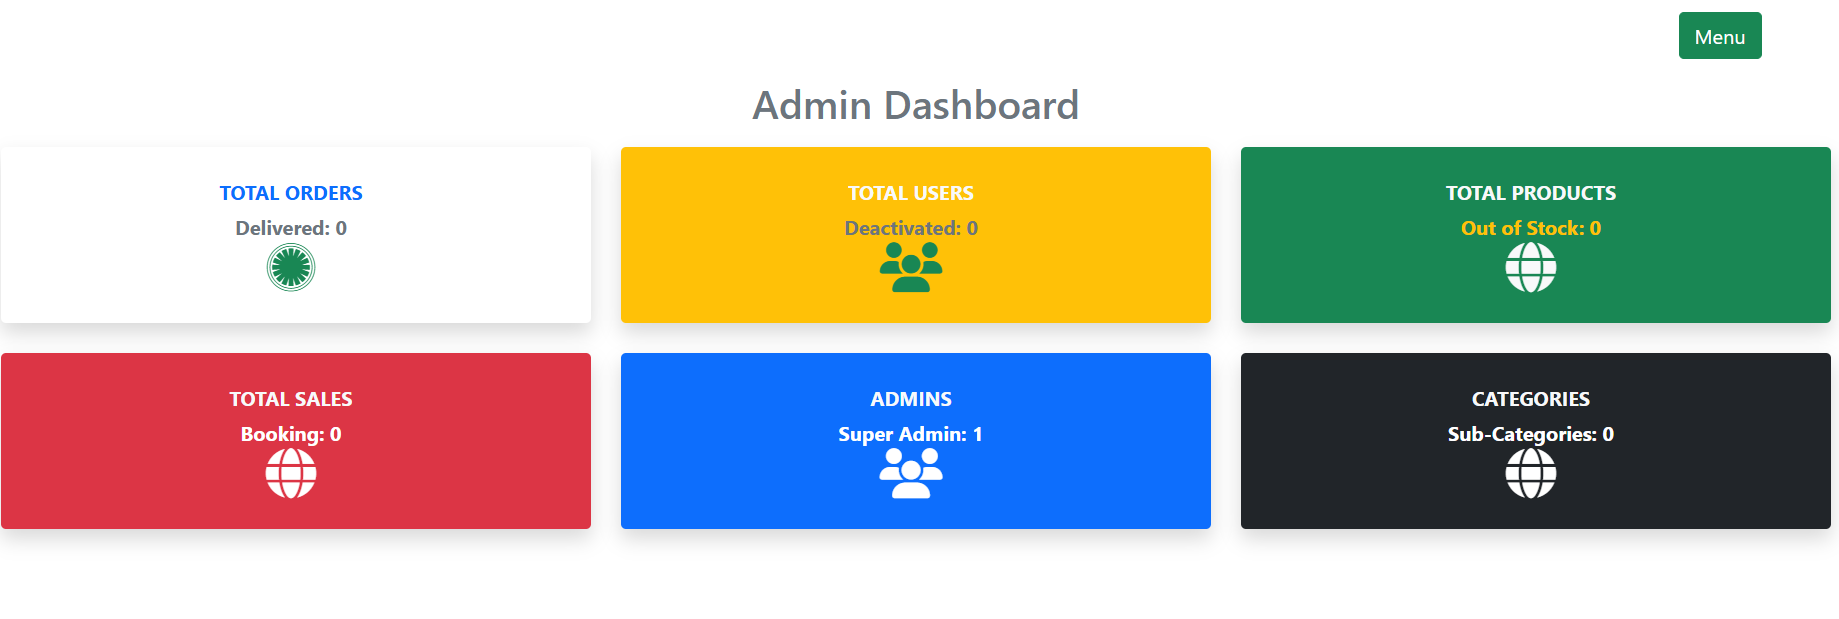 Menu
Admin Dashboard
TOTAL ORDERS
Delivered: 0
TOTAL USERS
Deactivated: 0
TOTAL PRODUCTS
Out of Stock: 0
TOTAL SALES
Booking: 0
ADMINS
Super Admin: 1
CATEGORIES
Sub-Categories: 0